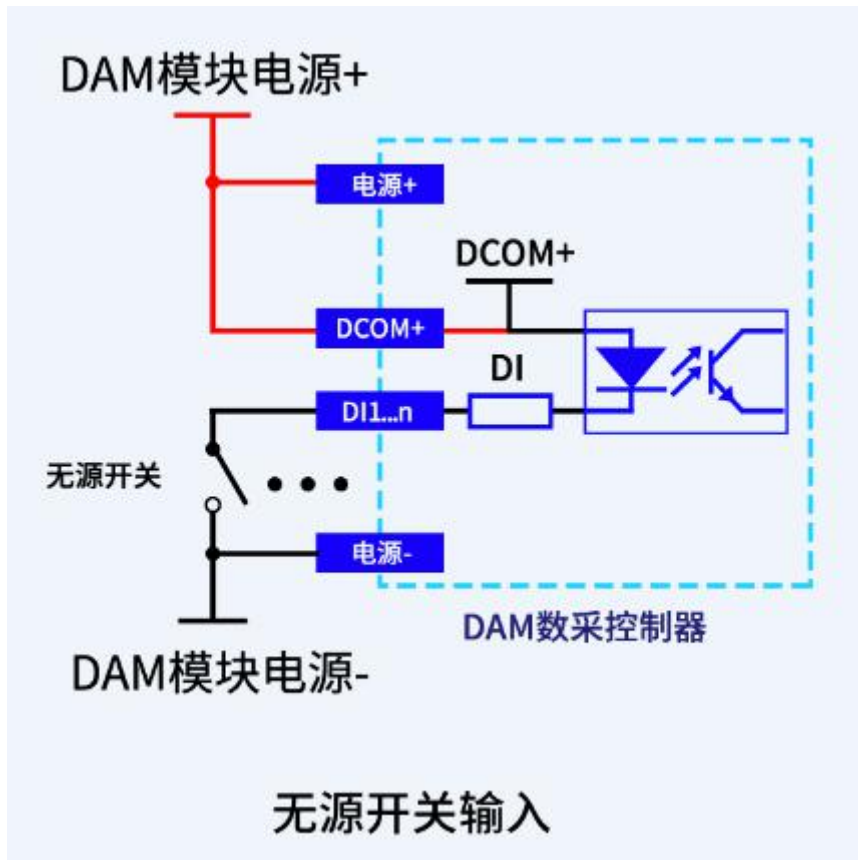 DAM模块电源+
电源+
DCOM+
DCOM+
DI
DI1...n
无源开关
电源-
DAM数采控制器
DAM模块电源-
无源开关输入